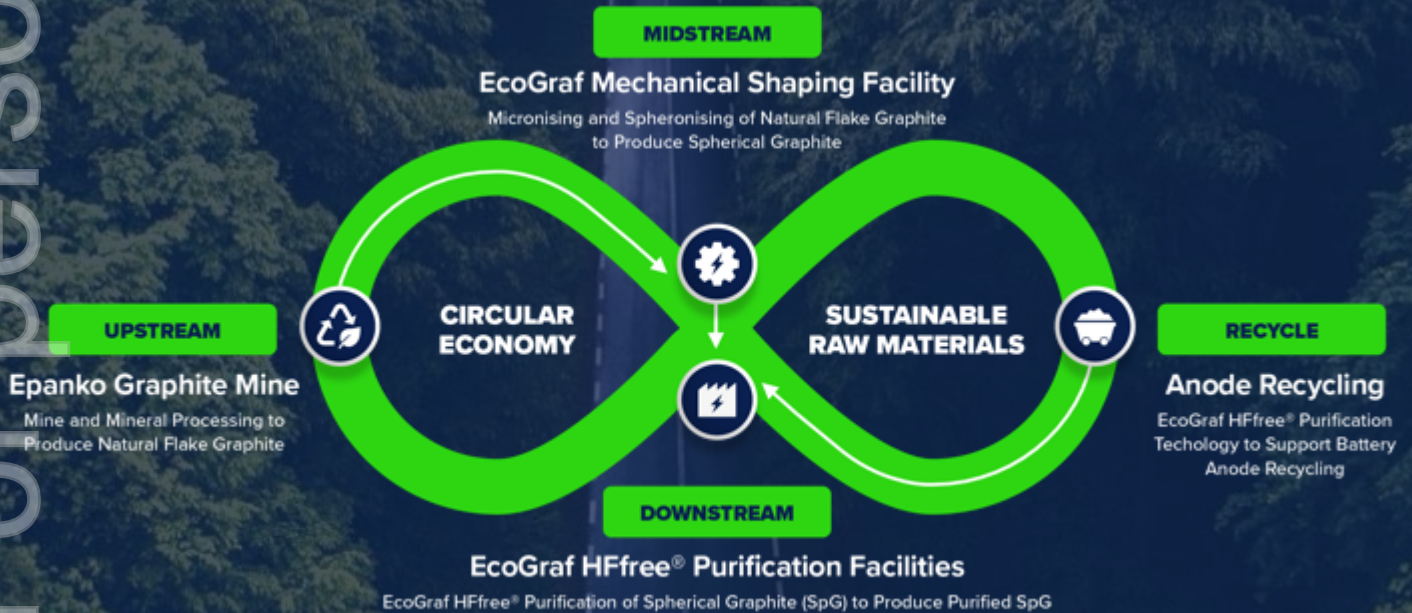 MIDSTREAM
EcoGraf Mechanical Shaping Facility
Micronising and Spheronising of Natural Flake Graphite
to Produce Spherical Graphite
CIRCULAR
ECONOMY
SUSTAINABLE
RAW MATERIALS
UPSTREAM
Epanko Graphite Mine
Mine and Mineral Processing to
Produce Natural Flake Graphite
RECYCLE
Anode Recycling
EcoGraf HFfree® Purification
Techology to Support Battery
Anode Recycling
DOWNSTREAM
EcoGraf HFfree® Purification Facilities
EcoGraf HFfree® Purification of Spherical Graphite (SpG) to Produce Purified SpG